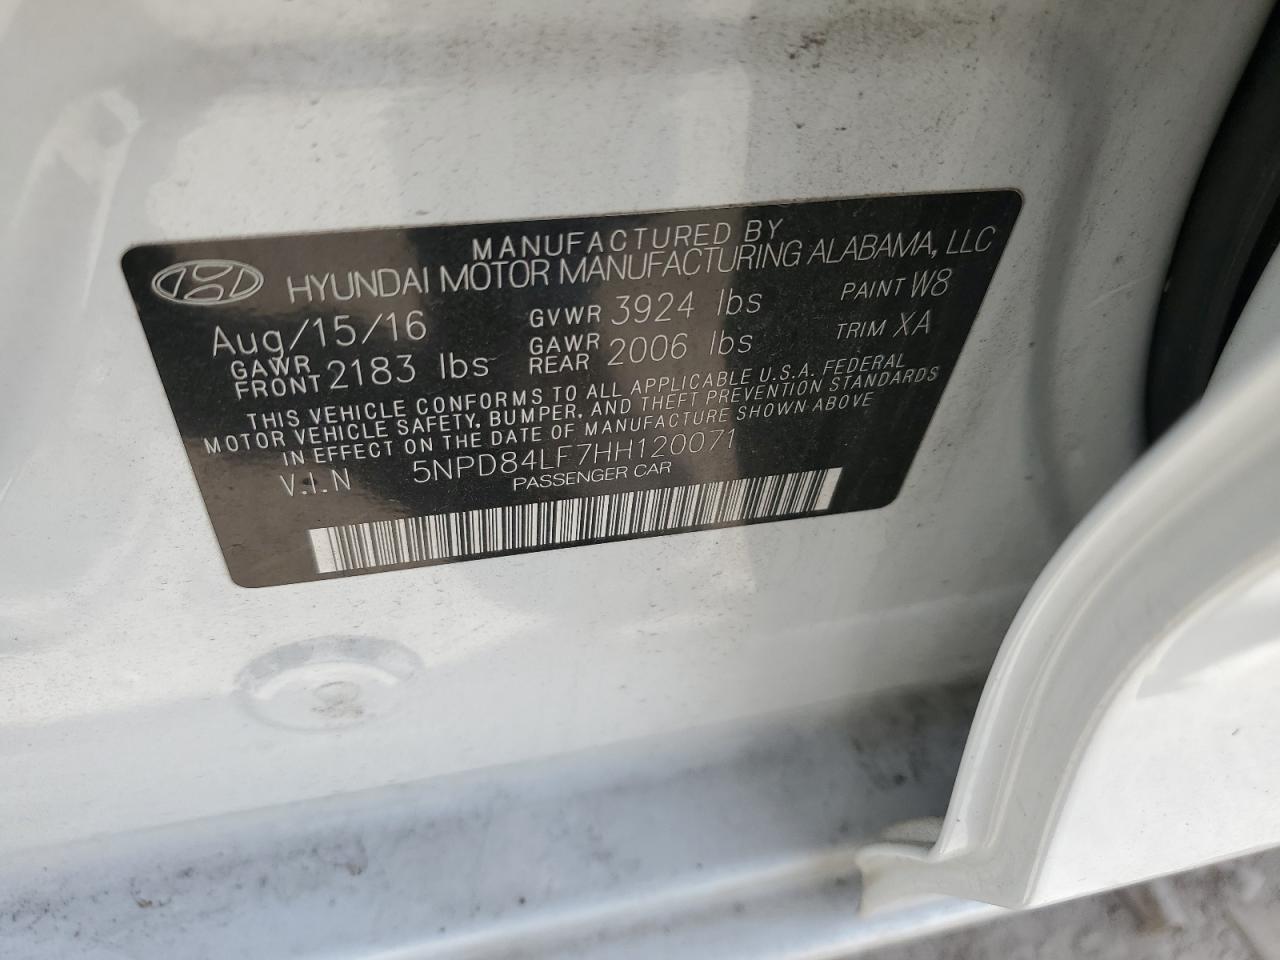 MANUFACTURED BY
HYUNDAI MOTOR MANUFACTURING ALABAMA, LLC
Aug/15/16 GVWR 3924 lbs PAINT W8
GAWR FRONT 2183 lbs GAWR REAR 2006 lbs TRIM XA
THIS VEHICLE CONFORMS TO ALL APPLICABLE U.S.A. FEDERAL
MOTOR VEHICLE SAFETY, BUMPER, AND THEFT PREVENTION STANDARDS
IN EFFECT ON THE DATE OF MANUFACTURE SHOWN ABOVE
V.I.N 5NPD84LF7HH120071
PASSENGER CAR